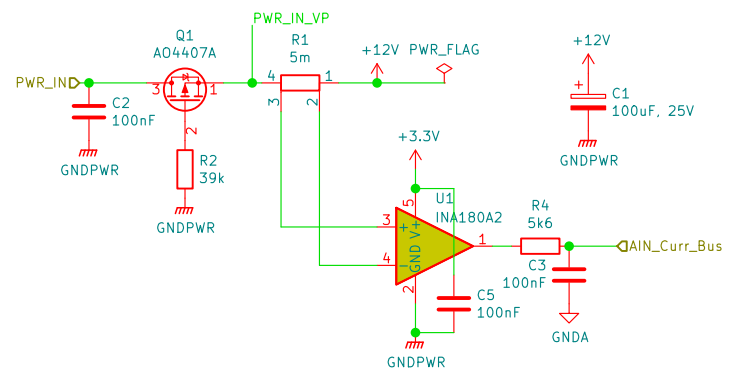 PWR_IN_VP
Q1
AO4407A
R1
5m
+12V
PWR_FLAG
+12V
PWR_IN
3
1
4
1
C2
100nF
2
3
2
C1
100uF, 25V
GNDPWR
R2
39k
+3.3V
GNDPWR
GNDPWR
U1
INA180A2
5
V+
3
+
R4
5k6
1
AIN_Curr_Bus
4
-
GND
2
C3
100nF
C5
100nF
GNDA
GNDPWR